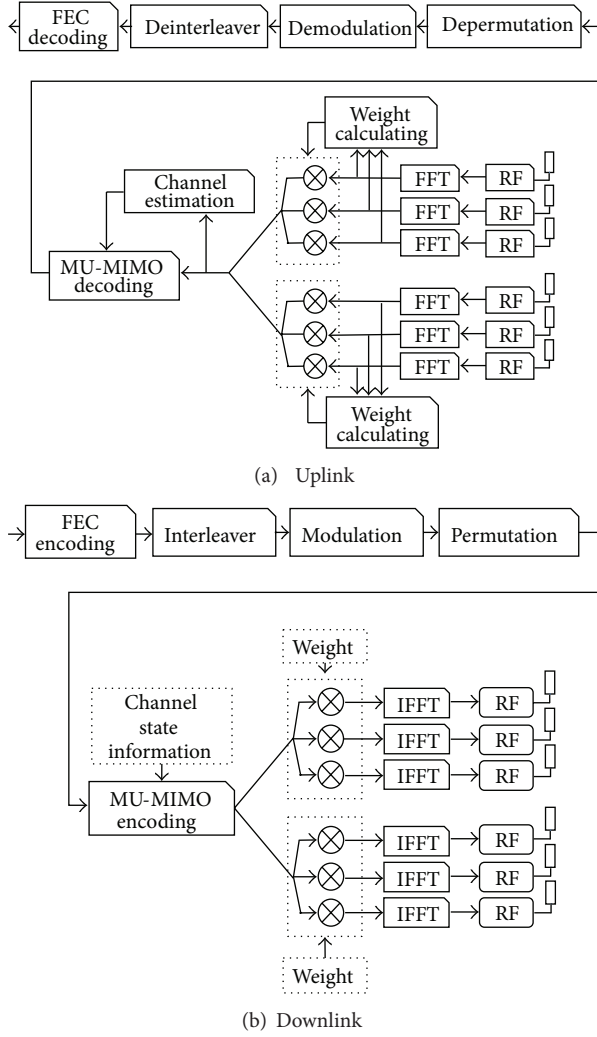 FEC
decoding
Deinterleaver
Demodulation
Depermutation
Weight
calculating
Channel
estimation
MU-MIMO
decoding
FFT
RF
FFT
RF
FFT
RF
FFT
RF
FFT
RF
FFT
RF
Weight
calculating
(a) Uplink
FEC
encoding
Interleaver
Modulation
Permutation
Weight
Channel
state
information
MU-MIMO
encoding
IFFT
RF
IFFT
RF
IFFT
RF
IFFT
RF
IFFT
RF
IFFT
RF
Weight
(b) Downlink